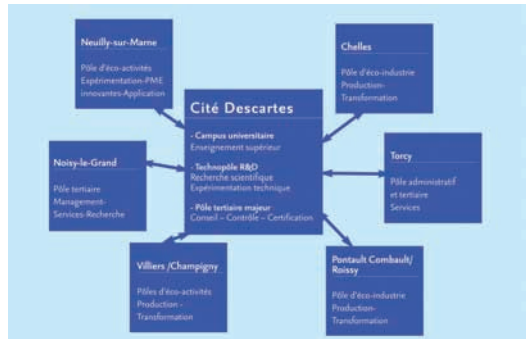 Neuilly-sur-Marne
Pôle d'éco-activités
Expérimentation-PME
innovantes-Application
Chelles
Pôle d'éco-industrie
Production-
Transformation
Cité Descartes
- Campus universitaire
Enseignement supérieur
- Technopôle R&D
Recherche scientifique
Expérimentation technique
- Pôle tertiaire majeur
Conseil – Contrôle – Certification
Noisy-le-Grand
Pôle tertiaire
Management-
Services-Recherche
Torcy
Pôle administratif
et tertiaire
Services
Villiers /Champigny
Pôles d'éco-activités
Production -
Transformation
Pontault Combault/
Roissy
Pôle d'éco-industrie
Production-
Transformation